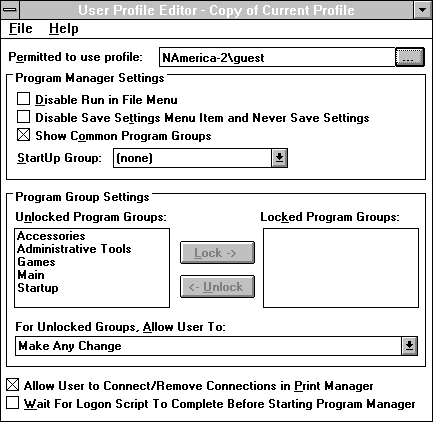 User Profile Editor - Copy of Current Profile
File Help
Permitted to use profile: NAmerica-2\guest ...
Program Manager Settings
Disable Run in File Menu
Disable Save Settings Menu Item and Never Save Settings
Show Common Program Groups
StartUp Group: (none)
Program Group Settings
Unlocked Program Groups: Locked Program Groups:
Accessories
Administrative Tools
Games
Main
Startup
Lock ->
<- Unlock
For Unlocked Groups, Allow User To:
Make Any Change
Allow User to Connect/Remove Connections in Print Manager
Wait For Logon Script To Complete Before Starting Program Manager